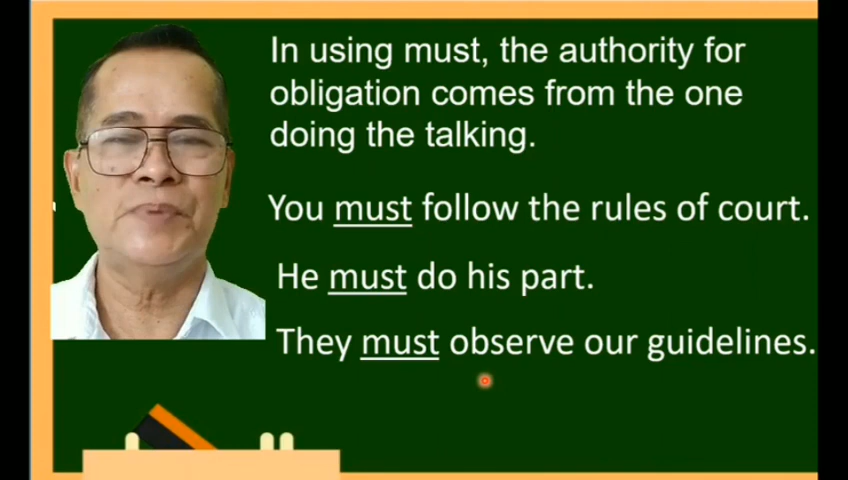 In using must, the authority for
obligation comes from the one
doing the talking.
You must follow the rules of court.
He must do his part.
They must observe our guidelines.